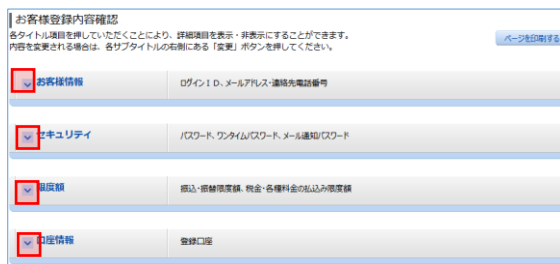 お客様登録内容確認
各タイトル項目を押していただくことにより、詳細項目を表示・非表示にすることができます。
内容を変更される場合は、各サブタイトルの右側にある「変更」ボタンを押してください。
ページを印刷する
お客様情報 ログインＩＤ、メールアドレス・連絡先電話番号
セキュリティ パスワード、ワンタイムパスワード、メール通知パスワード
限度額 振込・振替限度額、税金・各種料金の払込み限度額
口座情報 登録口座